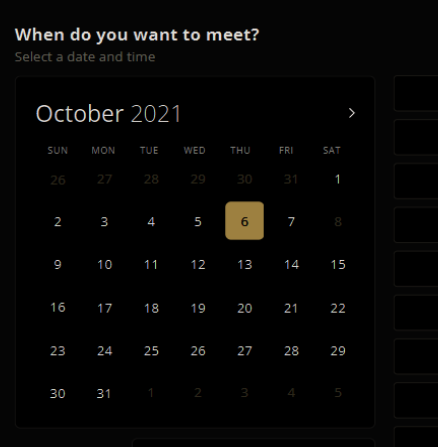 When do you want to meet?
Select a date and time
October 2021 >
SUN MON TUE WED THU FRI SAT
26 27 28 29 30 31 1
2 3 4 5 6 7 8
9 10 11 12 13 14 15
16 17 18 19 20 21 22
23 24 25 26 27 28 29
30 31 1 2 3 4 5